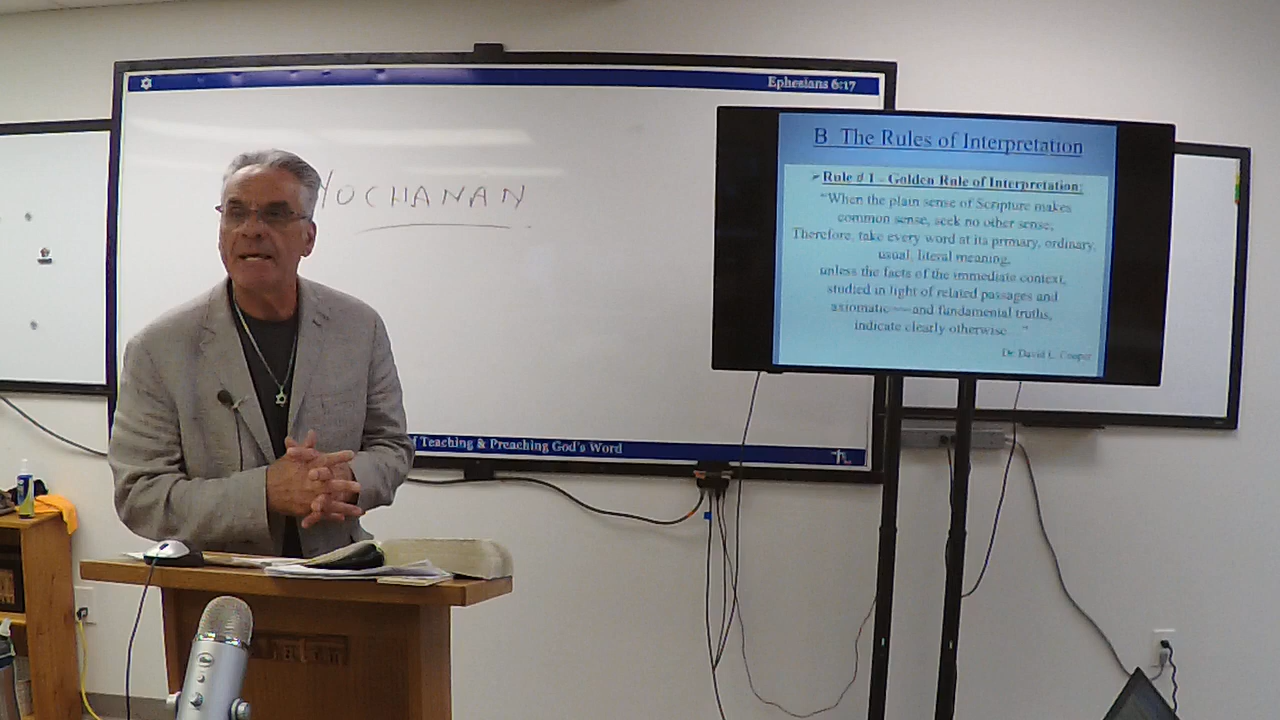 Ephesians 6:17
YOCHANAN
of Teaching & Preaching God's Word
B. The Rules of Interpretation
Rule # 1 - Golden Rule of Interpretation:
"When the plain sense of Scripture makes
common sense, seek no other sense;
Therefore, take every word at its primary, ordinary,
usual, literal meaning,
unless the facts of the immediate context,
studied in light of related passages and
axiomatic and fundamental truths,
indicate clearly otherwise "
Dr. David L. Cooper